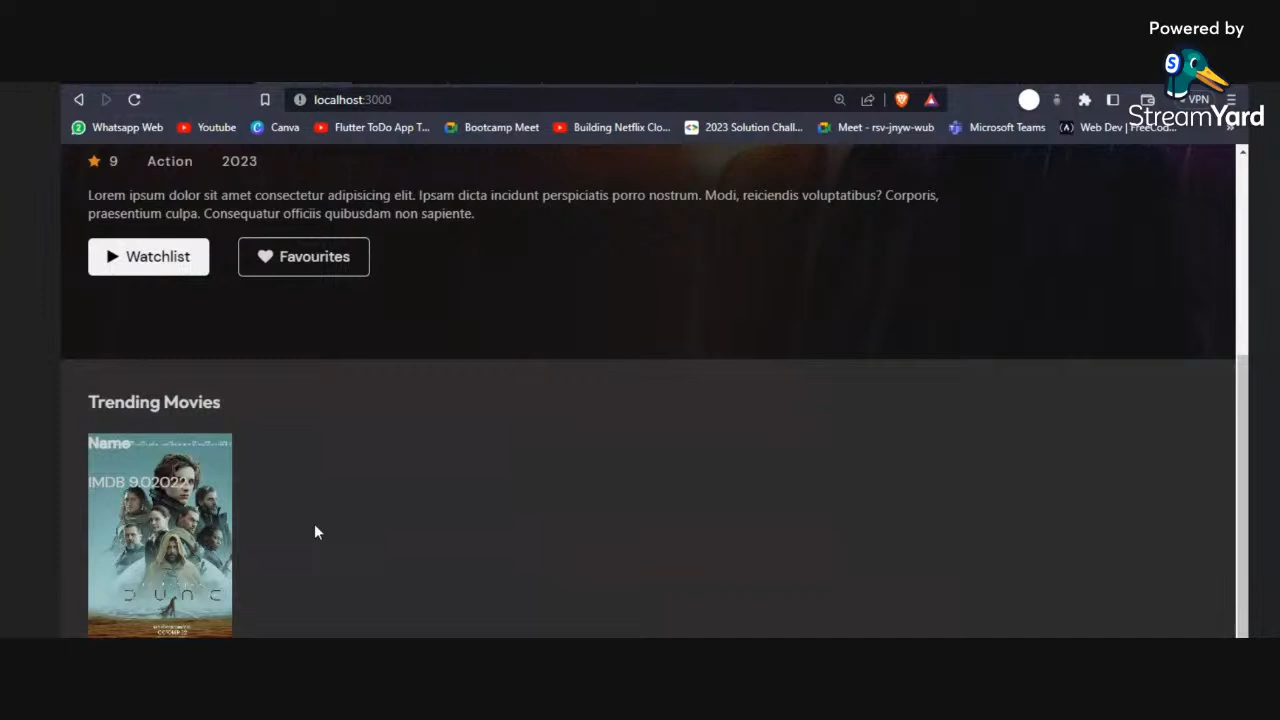 Powered by
StreamYard
localhost:3000
VPN
Whatsapp Web
Youtube
Canva
Flutter ToDo App T...
Bootcamp Meet
Building Netflix Clo...
2023 Solution Chall...
Meet - rsv-jnyw-wub
Microsoft Teams
Web Dev | FreeCod...
9 Action 2023
Lorem ipsum dolor sit amet consectetur adipisicing elit. Ipsam dicta incidunt perspiciatis porro nostrum. Modi, reiciendis voluptatibus? Corporis,
praesentium culpa. Consequatur officiis quibusdam non sapiente.
Watchlist
Favourites
Trending Movies
Name
IMDB 9.02022
DUNC
OCTOBER 22